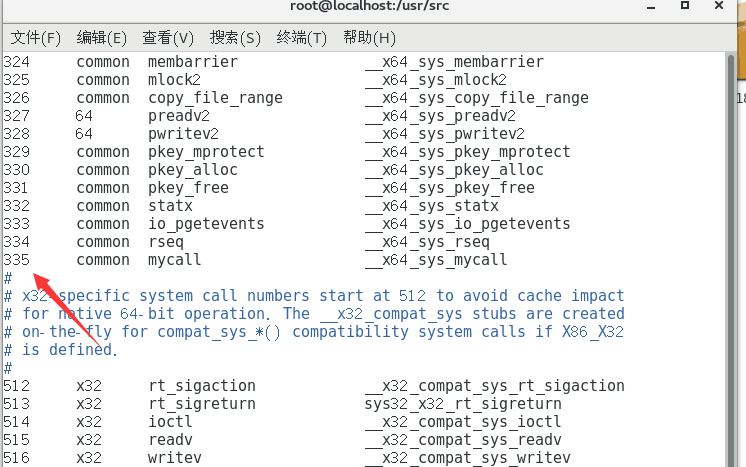 root@localhost:/usr/src
文件(F) 编辑(E) 查看(V) 搜索(S) 终端(T) 帮助(H)
324 common membarrier __x64_sys_membarrier
325 common mlock2 __x64_sys_mlock2
326 common copy_file_range __x64_sys_copy_file_range
327 64 preadv2 __x64_sys_preadv2
328 64 pwritev2 __x64_sys_pwritev2
329 common pkey_mprotect __x64_sys_pkey_mprotect
330 common pkey_alloc __x64_sys_pkey_alloc
331 common pkey_free __x64_sys_pkey_free
332 common statx __x64_sys_statx
333 common io_pgetevents __x64_sys_io_pgetevents
334 common rseq __x64_sys_rseq
335 common mycall __x64_sys_mycall
#
# x32-specific system call numbers start at 512 to avoid cache impact
# for native 64-bit operation. The __x32_compat_sys stubs are created
# on-the-fly for compat_sys_*() compatibility system calls if X86_X32
# is defined.
#
512 x32 rt_sigaction __x32_compat_sys_rt_sigaction
513 x32 rt_sigreturn sys32_x32_rt_sigreturn
514 x32 ioctl __x32_compat_sys_ioctl
515 x32 readv __x32_compat_sys_readv
516 x32 writev __x32_compat_sys_writev